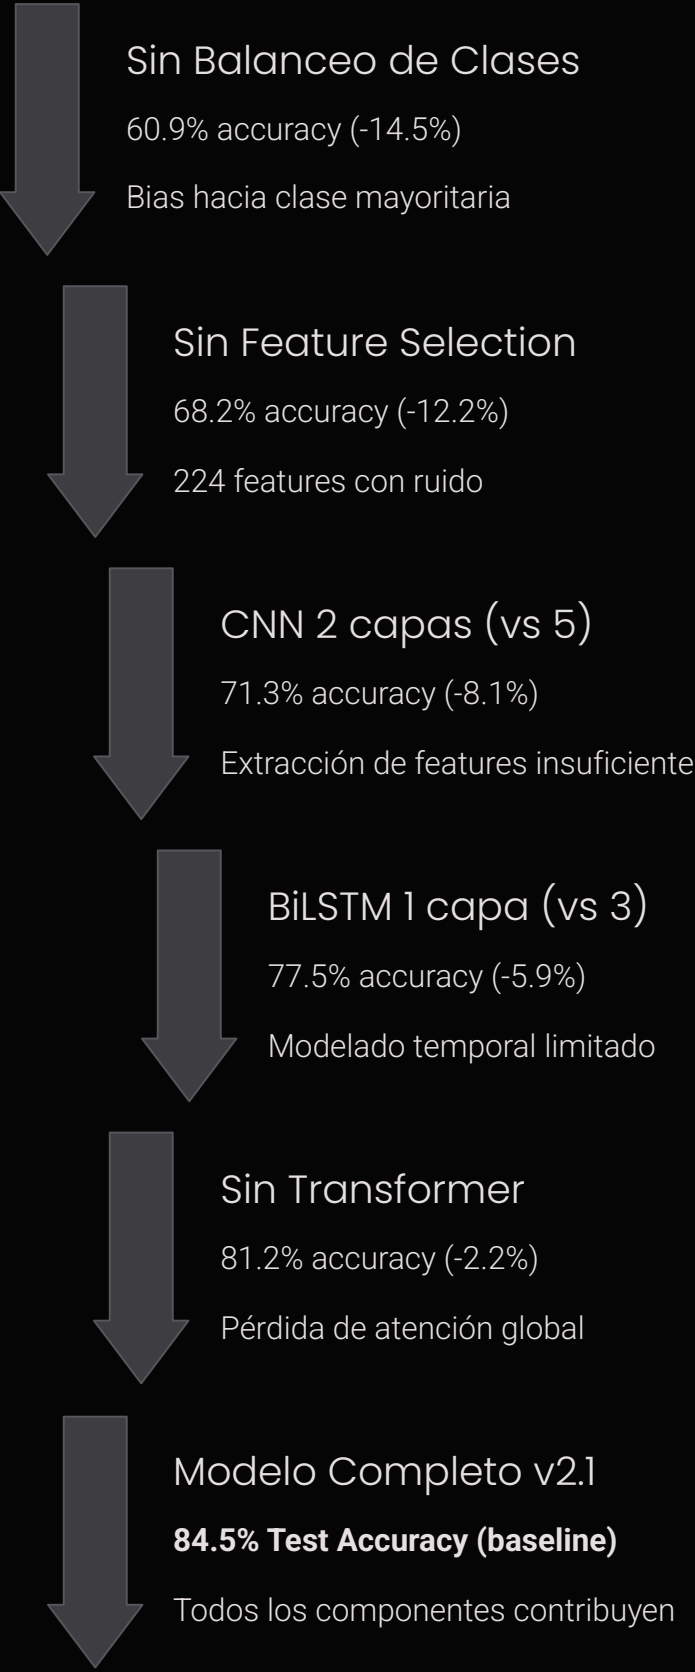 Sin Balanceo de Clases
60.9% accuracy (-14.5%)
Bias hacia clase mayoritaria
Sin Feature Selection
68.2% accuracy (-12.2%)
224 features con ruido
CNN 2 capas (vs 5)
71.3% accuracy (-8.1%)
Extracción de features insuficiente
BiLSTM 1 capa (vs 3)
77.5% accuracy (-5.9%)
Modelado temporal limitado
Sin Transformer
81.2% accuracy (-2.2%)
Pérdida de atención global
Modelo Completo v2.1
84.5% Test Accuracy (baseline)
Todos los componentes contribuyen